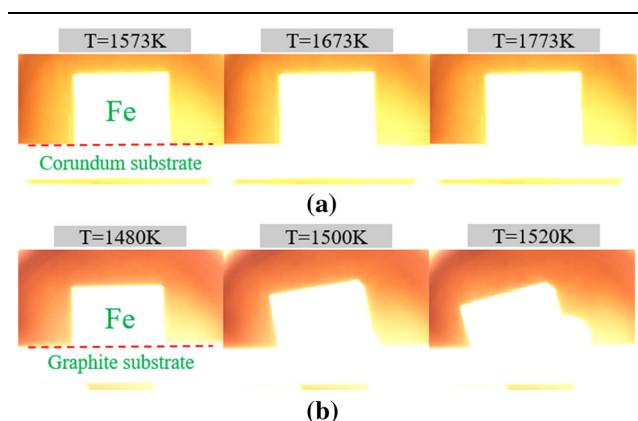 T=1573K T=1673K T=1773K
Fe
Corundum substrate
(a)
T=1480K T=1500K T=1520K
Fe
Graphite substrate
(b)